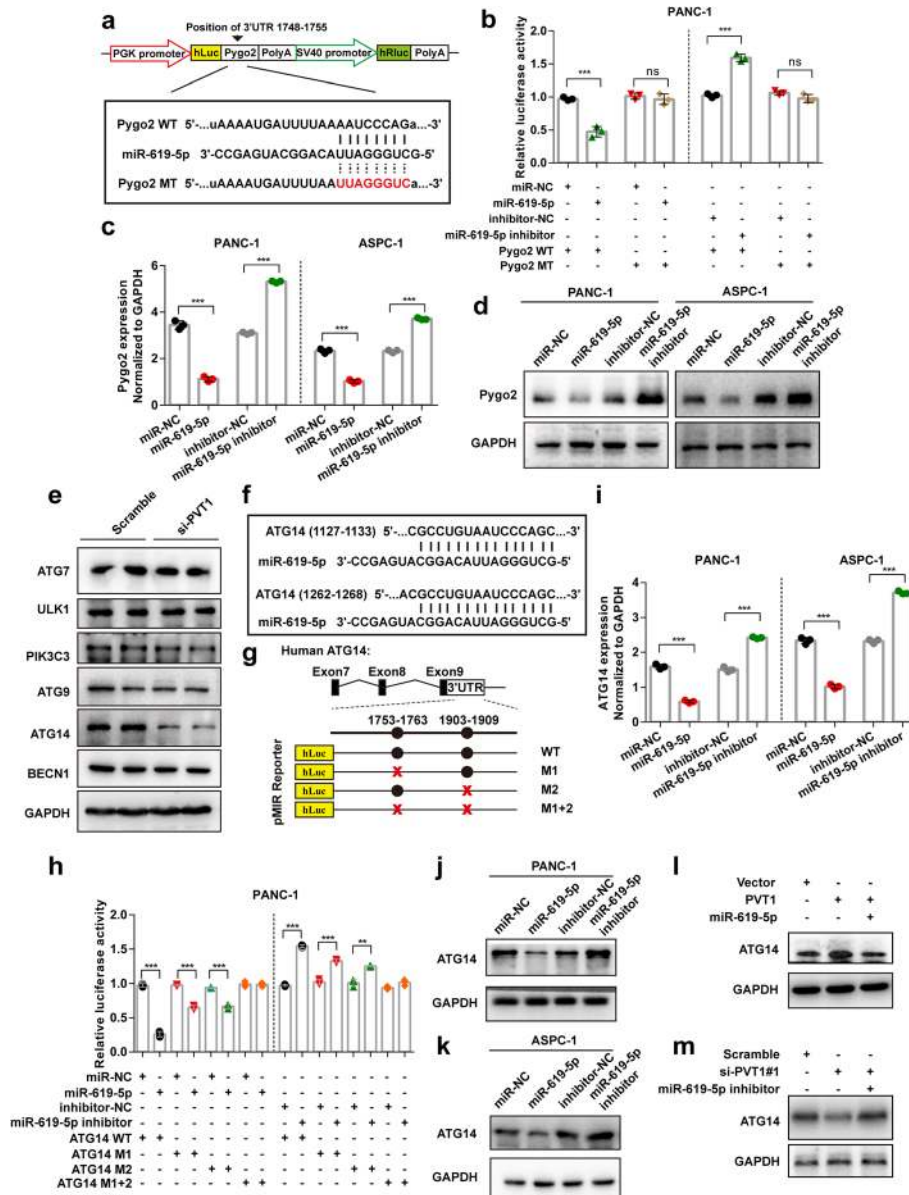 a
Position of 3'UTR 1748-1755
PGK promoter hLuc Pygo2 PolyA SV40 promoter hRluc PolyA
Pygo2 WT 5'-...uAAAAUGAUUUUAAAAUCCCAGa...-3'
miR-619-5p 3'-CCGAGUACGGACAUUAGGGUCG-5'
Pygo2 MT 5'-...uAAAAUGAUUUUAAUUAGGGUCa...-3'
b
PANC-1
Relative luciferase activity
2.0
1.5
1.0
0.5
0.0
*** ns *** ns
miR-NC + - + - - - - -
miR-619-5p - + - + - - - -
inhibitor-NC - - - - + - + -
miR-619-5p inhibitor - - - - - + - +
Pygo2 WT + + - - + + - -
Pygo2 MT - - + + - - + +
c
PANC-1 ASPC-1
Pygo2 expression
Normalized to GAPDH
6
4
2
0
*** *** *** ***
miR-NC miR-619-5p inhibitor-NC miR-619-5p inhibitor miR-NC miR-619-5p inhibitor-NC miR-619-5p inhibitor
d
PANC-1 ASPC-1
miR-NC miR-619-5p inhibitor-NC miR-619-5p inhibitor miR-NC miR-619-5p inhibitor-NC miR-619-5p inhibitor
Pygo2
GAPDH
e
Scramble si-PVT1
ATG7
ULK1
PIK3C3
ATG9
ATG14
BECN1
GAPDH
f
ATG14 (1127-1133) 5'-...CGCCUGUAAUCCCAGC...-3'
miR-619-5p 3'-CCGAGUACGGACAUUAGGGUCG-5'
ATG14 (1262-1268) 5'-...ACGCCUGUAAUCCCAGC...-3'
miR-619-5p 3'-CCGAGUACGGACAUUAGGGUCG-5'
g
Human ATG14:
Exon7 Exon8 Exon9
3'UTR
1753-1763 1903-1909
pMIR Reporter
hLuc WT
hLuc X M1
hLuc X M2
hLuc X X M1+2
i
PANC-1 ASPC-1
ATG14 expression
Normalized to GAPDH
4
3
2
1
0
*** *** *** ***
miR-NC miR-619-5p inhibitor-NC miR-619-5p inhibitor miR-NC miR-619-5p inhibitor-NC miR-619-5p inhibitor
h
PANC-1
Relative luciferase activity
2.0
1.5
1.0
0.5
0.0
*** *** *** *** *** **
miR-NC + - + - + - + - - - - - - - - -
miR-619-5p - + - + - + - + - - - - - - - -
inhibitor-NC - - - - - - - - + - + - + - + -
miR-619-5p inhibitor - - - - - - - - - + - + - + - +
ATG14 WT + + - - - - - - + + - - - - - -
ATG14 M1 - - + + - - - - - - + + - - - -
ATG14 M2 - - - - + + - - - - - - + + - -
ATG14 M1+2 - - - - - - + + - - - - - - + +
j
PANC-1
miR-NC miR-619-5p inhibitor-NC miR-619-5p inhibitor
ATG14
GAPDH
k
ASPC-1
miR-NC miR-619-5p inhibitor-NC miR-619-5p inhibitor
ATG14
GAPDH
l
Vector + - -
PVT1 - + +
miR-619-5p - - +
ATG14
GAPDH
m
Scramble + - -
si-PVT1#1 - + +
miR-619-5p inhibitor - - +
ATG14
GAPDH